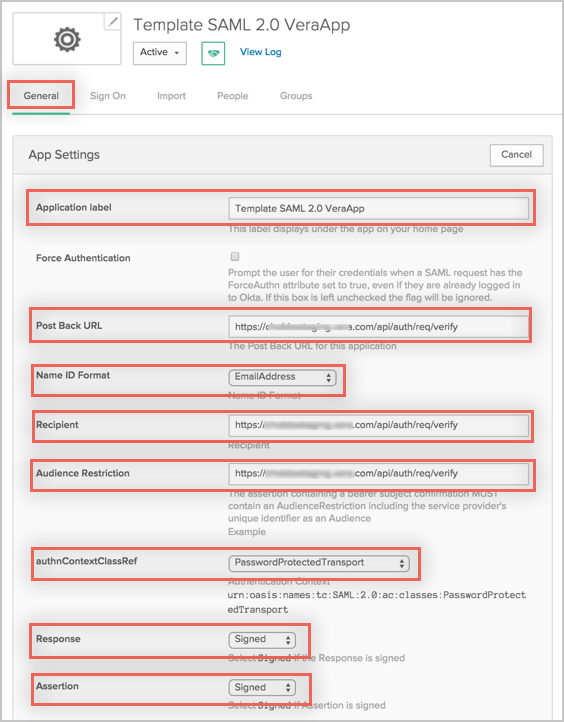 Template SAML 2.0 VeraApp
Active
View Log
General Sign On Import People Groups
App Settings
Cancel
Application label
Template SAML 2.0 VeraApp
This label displays under the app on your home page
Force Authentication
Prompt the user for their credentials when a SAML request has the
ForceAuthn attribute set to true, even if they are already logged in
to Okta. If this box is left unchecked the flag will be ignored.
Post Back URL
https:// .com/api/auth/req/verify
The Post Back URL for this application
Name ID Format
EmailAddress
Name ID Format
Recipient
https:// .com/api/auth/req/verify
Recipient
Audience Restriction
https:// .com/api/auth/req/verify
The assertion containing a bearer subject confirmation MUST
contain an AudienceRestriction including the service provider's
unique identifier as an Audience
Example
authnContextClassRef
PasswordProtectedTransport
Authentication Context
urn:oasis:names:tc:SAML:2.0:ac:classes:PasswordProtect
edTransport
Response
Signed
Select Signed if the Response is signed
Assertion
Signed
Select Signed if Assertion is signed